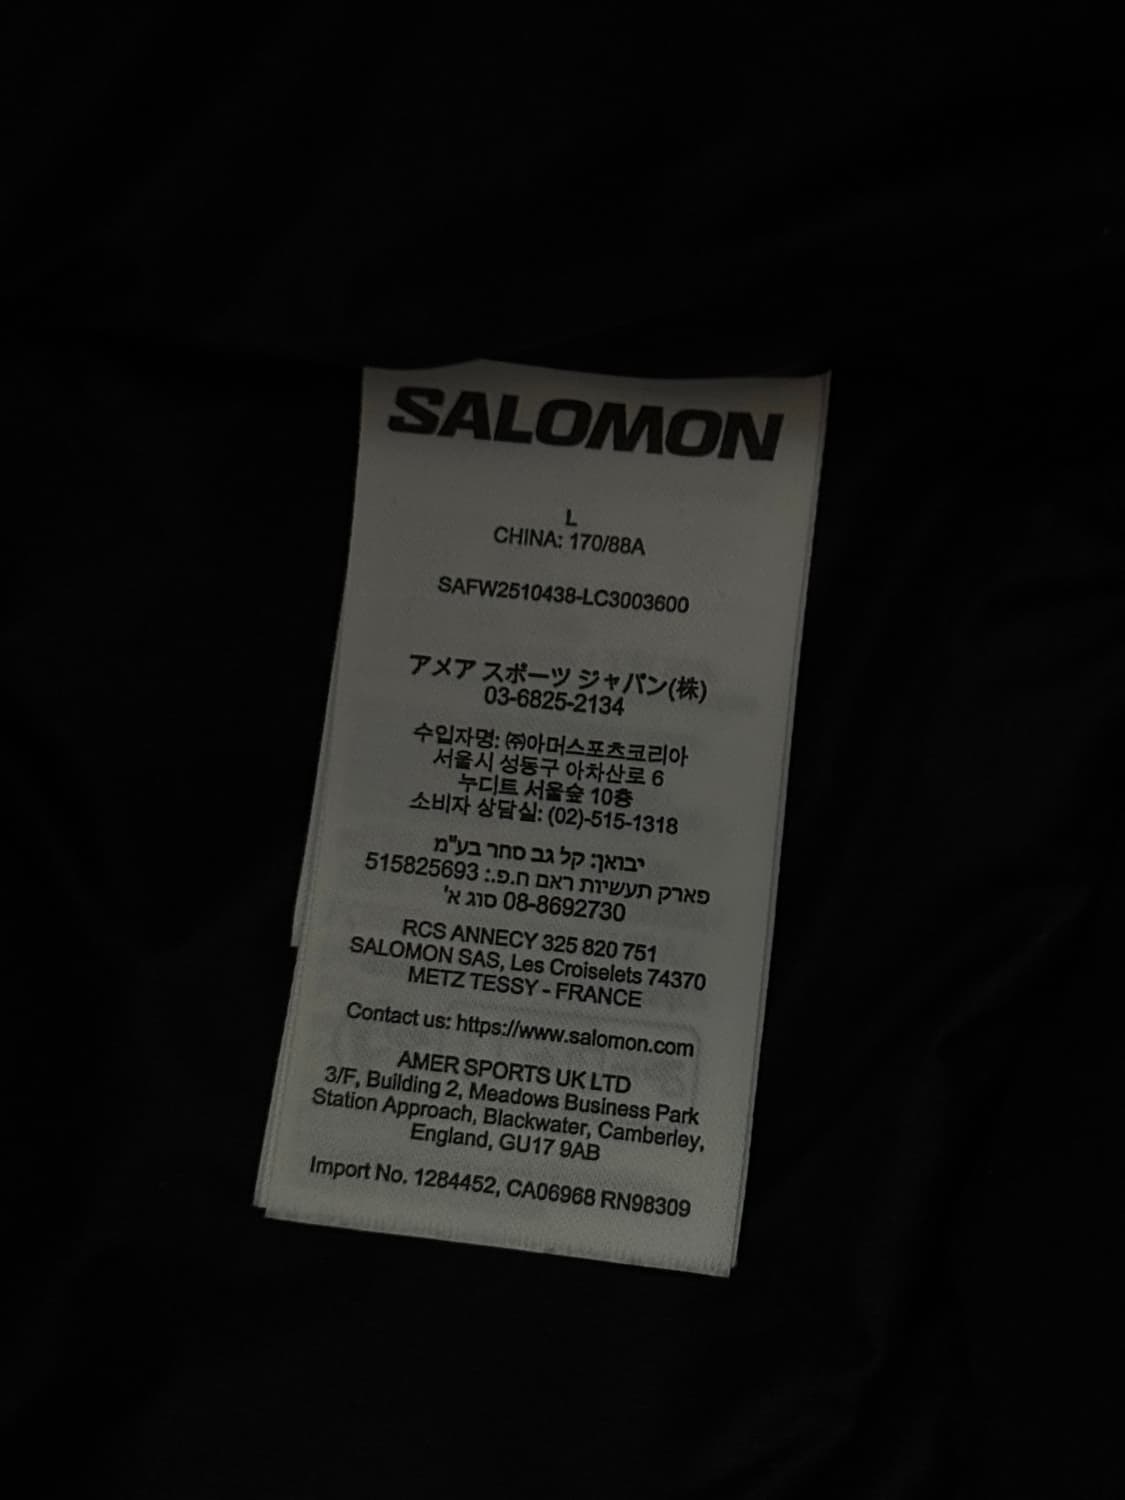 SALOMON
L
CHINA: 170/88A
SAFW2510438-LC3003600
アメア スポーツ ジャパン(株)
03-6825-2134
수입자명: ㈜아머스포츠코리아
서울시 성동구 아차산로 6
누디트 서울숲 10층
소비자 상담실: (02)-515-1318
יבואן: קל גב סחר בע"מ
פארק תעשיות ראם ח.פ.: 515825693
08-8692730 סוג א'
RCS ANNECY 325 820 751
SALOMON SAS, Les Croiselets 74370
METZ TESSY - FRANCE
Contact us: https://www.salomon.com
AMER SPORTS UK LTD
3/F, Building 2, Meadows Business Park
Station Approach, Blackwater, Camberley,
England, GU17 9AB
Import No. 1284452, CA06968 RN98309